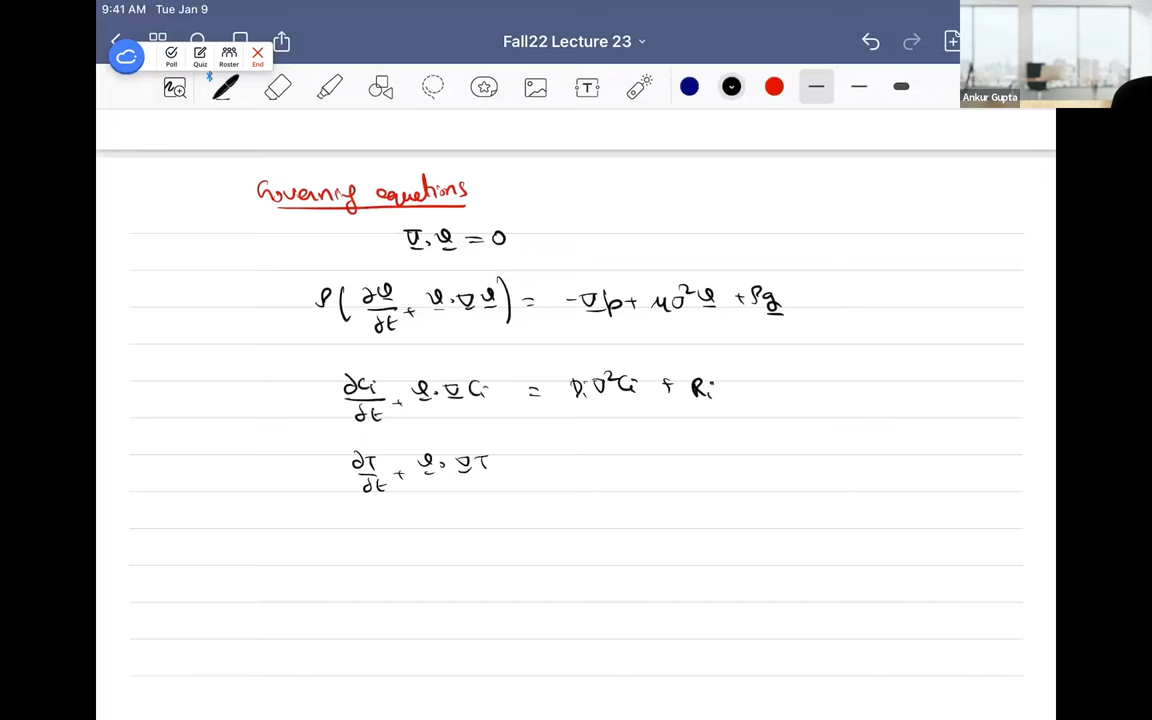 9:41 AM Tue Jan 9
Fall22 Lecture 23
Poll Quiz Roster End
Ankur Gupta
Governing equations
∇·v = 0
ρ(∂v/∂t + v·∇v) = -∇p + μ∇²v + ρg
∂Ci/∂t + v·∇Ci = Di∇²Ci + Ri
∂T/∂t + v·∇T